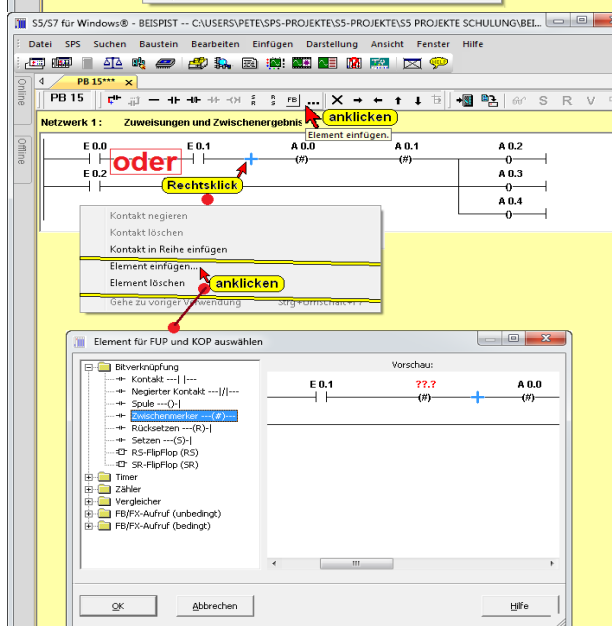 S5/S7 für Windows® - BEISPIST -- C:\USERS\PETE\SPS-PROJEKTE\S5-PROJEKTE\S5 PROJEKTE SCHULUNG\BEI...
Datei SPS Suchen Baustein Bearbeiten Einfügen Darstellung Ansicht Fenster Hilfe
PB 15***
PB 15 FB ... S R V
anklicken
Element einfügen.
Online
Offline
Netzwerk 1: Zuweisungen und Zwischenergebnis
E 0.0 E 0.1 A 0.0 A 0.1 A 0.2
(#) (#) ()
oder
E 0.2 A 0.3
()
Rechtsklick
A 0.4
()
Kontakt negieren
Kontakt löschen
Kontakt in Reihe einfügen
Element einfügen...
Element löschen
anklicken
Gehe zu voriger Verwendung
Element für FUP und KOP auswählen
Bitverknüpfung
Kontakt---| |---
Negierter Kontakt ---|/|---
Spule ---()-|
Zwischenmerker ---(#)---
Rücksetzen ---(R)-|
Setzen ---(S)-|
RS-FlipFlop (RS)
SR-FlipFlop (SR)
Timer
Zähler
Vergleicher
FB/FX-Aufruf (unbedingt)
FB/FX-Aufruf (bedingt)
Vorschau:
E 0.1 ??.? A 0.0
(#) (#)
OK Abbrechen Hilfe